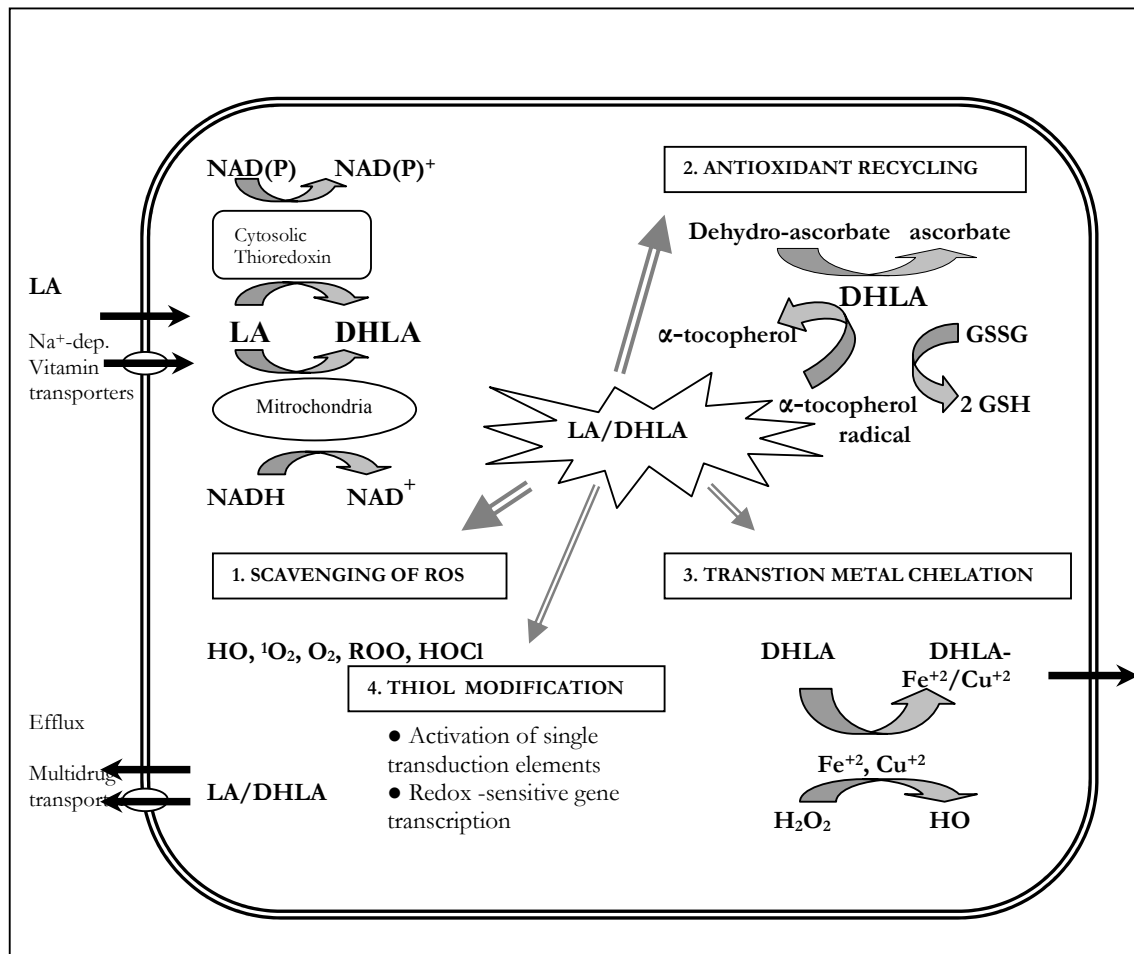 NAD(P) NAD(P)⁺
Cytosolic
Thioredoxin
LA DHLA
Mitrochondria
NADH NAD⁺
LA
Na⁺-dep.
Vitamin
transporters
2. ANTIOXIDANT RECYCLING
Dehydro-ascorbate ascorbate
DHLA
α-tocopherol GSSG
α-tocopherol 2 GSH
radical
LA/DHLA
1. SCAVENGING OF ROS
HO, ¹O₂, O₂, ROO, HOCl
3. TRANSTION METAL CHELATION
DHLA DHLA-
Fe⁺²/Cu⁺²
Fe⁺², Cu⁺²
H₂O₂ HO
4. THIOL MODIFICATION
● Activation of single
transduction elements
● Redox -sensitive gene
transcription
Efflux
Multidrug
LA/DHLA